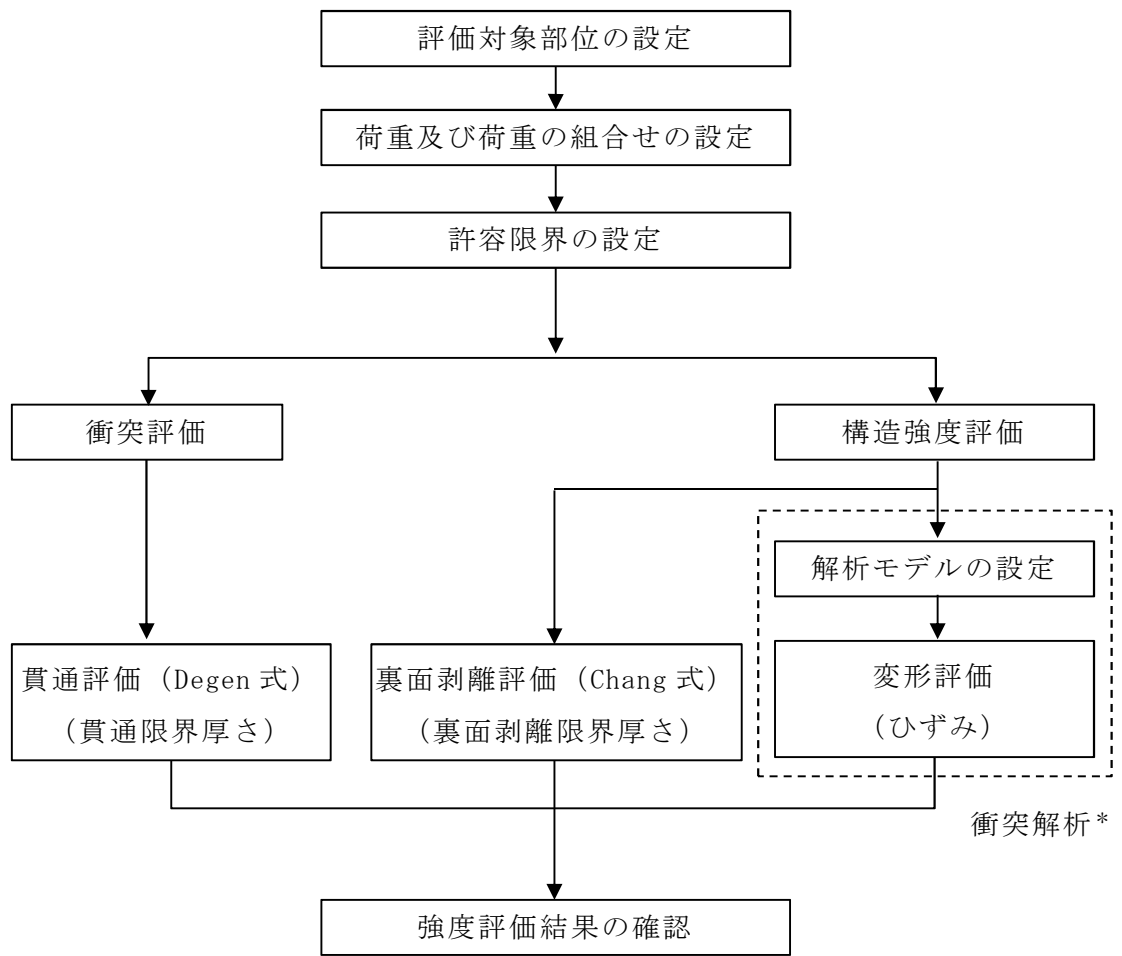 評価対象部位の設定
荷重及び荷重の組合せの設定
許容限界の設定
衝突評価
構造強度評価
解析モデルの設定
貫通評価（Degen 式）
（貫通限界厚さ）
裏面剥離評価（Chang 式）
（裏面剥離限界厚さ）
変形評価
（ひずみ）
衝突解析*
強度評価結果の確認